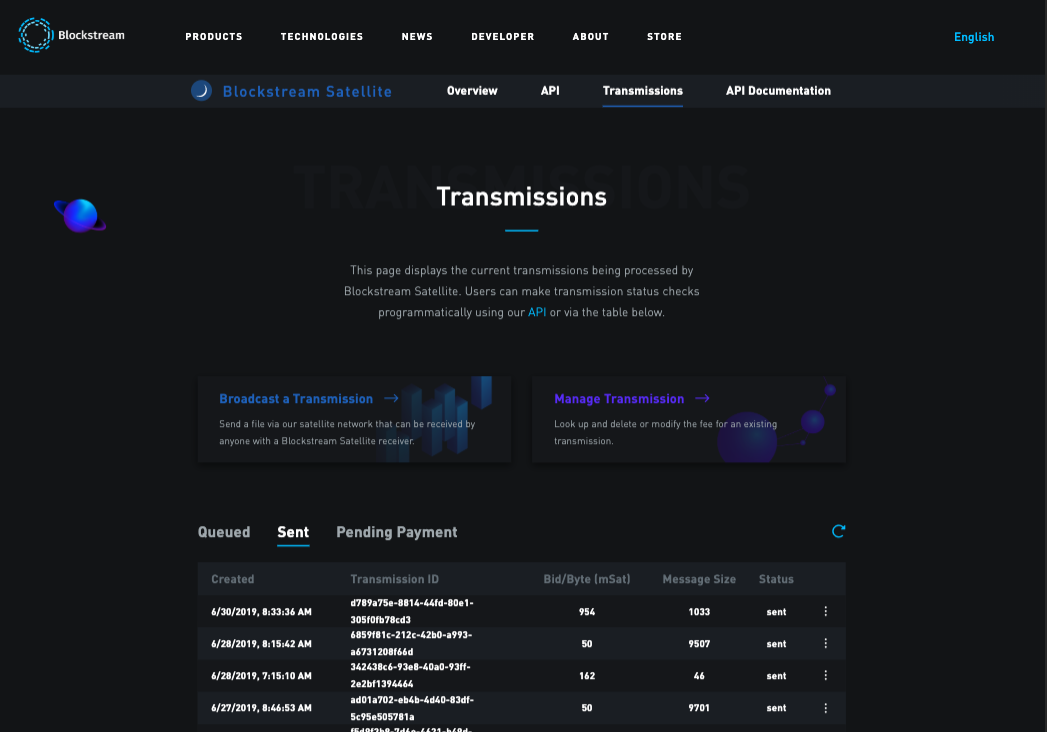 Blockstream
PRODUCTS
TECHNOLOGIES
NEWS
DEVELOPER
ABOUT
STORE
English
Blockstream Satellite
Overview
API
Transmissions
API Documentation
TRANSMISSIONS
Transmissions
This page displays the current transmissions being processed by
Blockstream Satellite. Users can make transmission status checks
programmatically using our API or via the table below.
Broadcast a Transmission →
Send a file via our satellite network that can be received by
anyone with a Blockstream Satellite receiver.
Manage Transmission →
Look up and delete or modify the fee for an existing
transmission.
Queued Sent Pending Payment
Created Transmission ID Bid/Byte (mSat) Message Size Status
6/30/2019, 8:33:36 AM d789a75e-8814-44fd-80e1- 954 1033 sent
305f0fb78cd3
6/28/2019, 8:15:42 AM 6859f81c-212c-42b0-a993- 50 9507 sent
a6731208f66d
6/28/2019, 7:15:10 AM 342438c6-93e8-40a0-93ff- 162 46 sent
2e2bf1394464
6/27/2019, 8:46:53 AM ad01a702-eb4b-4d40-83df- 50 9701 sent
5c95e505781a